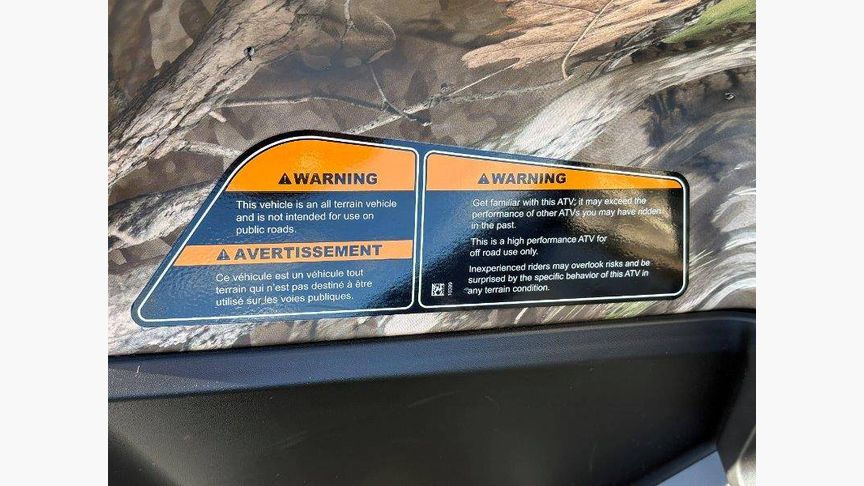 ⚠WARNING
This vehicle is an all terrain vehicle
and is not intended for use on
public roads.
⚠AVERTISSEMENT
Ce véhicule est un véhicule tout
terrain qui n'est pas destiné à être
utilisé sur les voies publiques.
⚠WARNING
Get familiar with this ATV; it may exceed the
performance of other ATVs you may have ridden
in the past.
This is a high performance ATV for
off road use only.
Inexperienced riders may overlook risks and be
surprised by the specific behavior of this ATV in
any terrain condition.